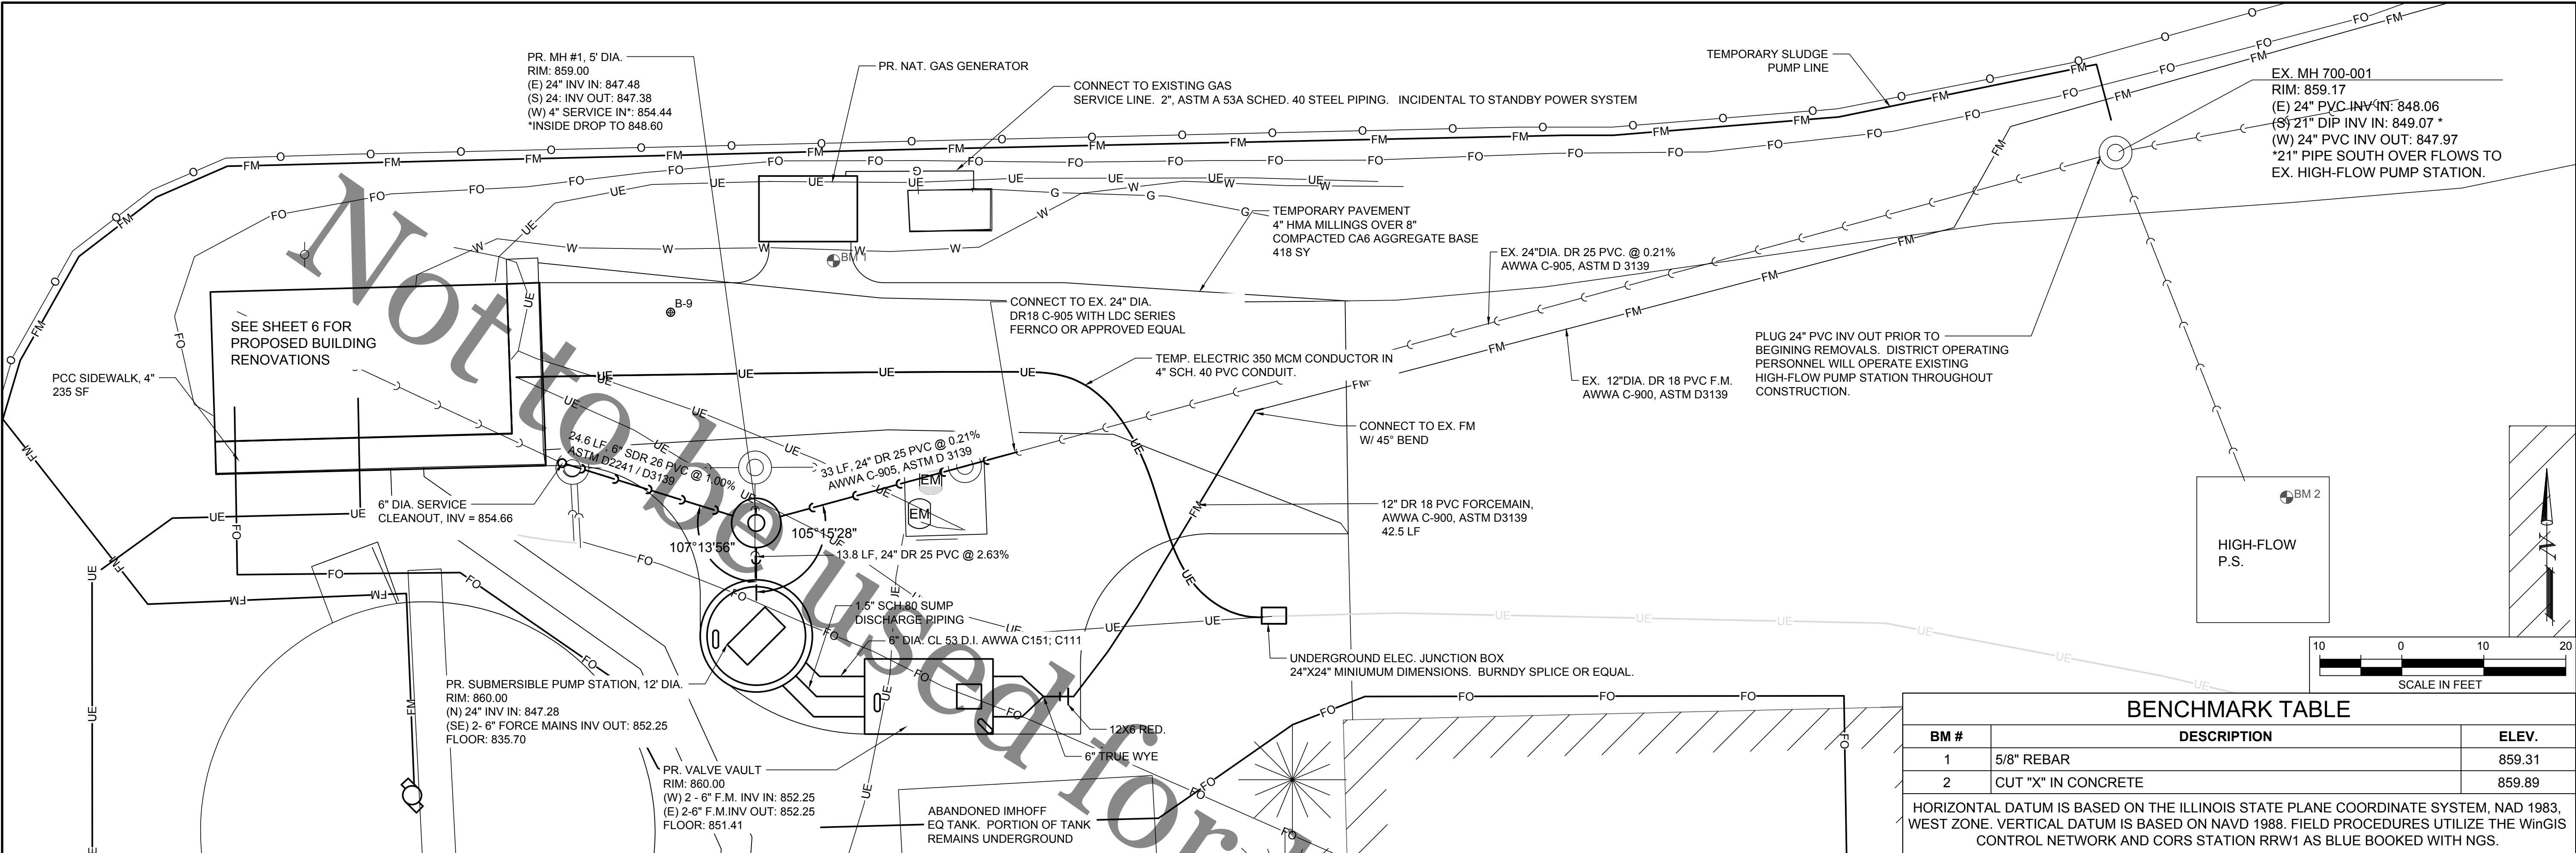 PR. MH #1, 5' DIA.
RIM: 859.00
(E) 24" INV IN: 847.48
(S) 24: INV OUT: 847.38
(W) 4" SERVICE IN*: 854.44
*INSIDE DROP TO 848.60
PR. NAT. GAS GENERATOR
CONNECT TO EXISTING GAS
SERVICE LINE. 2", ASTM A 53A SCHED. 40 STEEL PIPING. INCIDENTAL TO STANDBY POWER SYSTEM
TEMPORARY SLUDGE
PUMP LINE
EX. MH 700-001
RIM: 859.17
(E) 24" PVC INV IN: 848.06
(S) 21" DIP INV IN: 849.07 *
(W) 24" PVC INV OUT: 847.97
*21" PIPE SOUTH OVER FLOWS TO
EX. HIGH-FLOW PUMP STATION.
TEMPORARY PAVEMENT
4" HMA MILLINGS OVER 8"
COMPACTED CA6 AGGREGATE BASE
418 SY
EX. 24"DIA. DR 25 PVC. @ 0.21%
AWWA C-905, ASTM D 3139
BM 1
B-9
CONNECT TO EX. 24" DIA.
DR18 C-905 WITH LDC SERIES
FERNCO OR APPROVED EQUAL
SEE SHEET 6 FOR
PROPOSED BUILDING
RENOVATIONS
PCC SIDEWALK, 4"
235 SF
TEMP. ELECTRIC 350 MCM CONDUCTOR IN
4" SCH. 40 PVC CONDUIT.
EX. 12"DIA. DR 18 PVC F.M.
AWWA C-900, ASTM D3139
PLUG 24" PVC INV OUT PRIOR TO
BEGINING REMOVALS. DISTRICT OPERATING
PERSONNEL WILL OPERATE EXISTING
HIGH-FLOW PUMP STATION THROUGHOUT
CONSTRUCTION.
CONNECT TO EX. FM
W/ 45° BEND
24.6 LF, 6" SDR 26 PVC @ 1.00%
ASTM D2241 / D3139
33 LF, 24" DR 25 PVC @ 0.21%
AWWA C-905, ASTM D 3139
EM
EM
6" DIA. SERVICE
CLEANOUT, INV = 854.66
107°13'56"
105°15'28"
13.8 LF, 24" DR 25 PVC @ 2.63%
12" DR 18 PVC FORCEMAIN,
AWWA C-900, ASTM D3139
42.5 LF
BM 2
HIGH-FLOW
P.S.
1.5" SCH.80 SUMP
DISCHARGE PIPING
6" DIA. CL 53 D.I. AWWA C151; C111
UNDERGROUND ELEC. JUNCTION BOX
24"X24" MINIUMUM DIMENSIONS. BURNDY SPLICE OR EQUAL.
PR. SUBMERSIBLE PUMP STATION, 12' DIA.
RIM: 860.00
(N) 24" INV IN: 847.28
(SE) 2- 6" FORCE MAINS INV OUT: 852.25
FLOOR: 835.70
12X6 RED.
6" TRUE WYE
PR. VALVE VAULT
RIM: 860.00
(W) 2 - 6" F.M. INV IN: 852.25
(E) 2-6" F.M.INV OUT: 852.25
FLOOR: 851.41
ABANDONED IMHOFF
EQ TANK. PORTION OF TANK
REMAINS UNDERGROUND
N
10 0 10 20
SCALE IN FEET
BENCHMARK TABLE
BM # DESCRIPTION ELEV.
1 5/8" REBAR 859.31
2 CUT "X" IN CONCRETE 859.89
HORIZONTAL DATUM IS BASED ON THE ILLINOIS STATE PLANE COORDINATE SYSTEM, NAD 1983,
WEST ZONE. VERTICAL DATUM IS BASED ON NAVD 1988. FIELD PROCEDURES UTILIZE THE WinGIS
CONTROL NETWORK AND CORS STATION RRW1 AS BLUE BOOKED WITH NGS.
Not to be used for